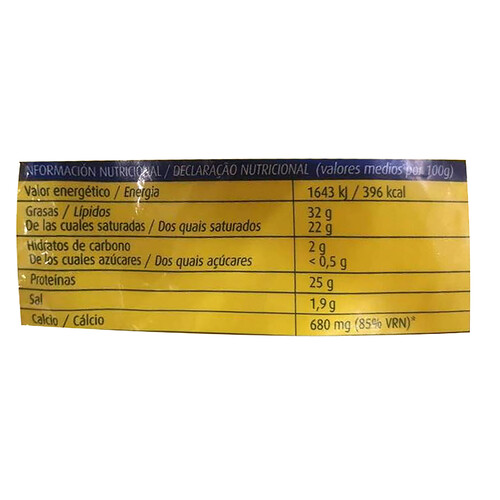 NFORMACIÓN NUTRICIONAL / DECLARAÇÃO NUTRICIONAL (valores medios por 100g)
Valor energético / Energia 1643 kJ / 396 kcal
Grasas / Lípidos 32 g
De las cuales saturadas / Dos quais saturados 22 g
Hidratos de carbono 2 g
De los cuales azúcares / Dos quais açúcares < 0,5 g
Proteínas 25 g
Sal 1,9 g
Calcio / Cálcio 680 mg (85% VRN)*